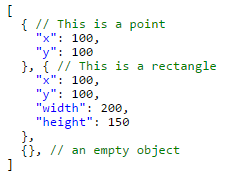 [
  { // This is a point
    "x": 100,
    "y": 100
  }, { // This is a rectangle
    "x": 100,
    "y": 100,
    "width": 200,
    "height": 150
  },
  {}, // an empty object
]